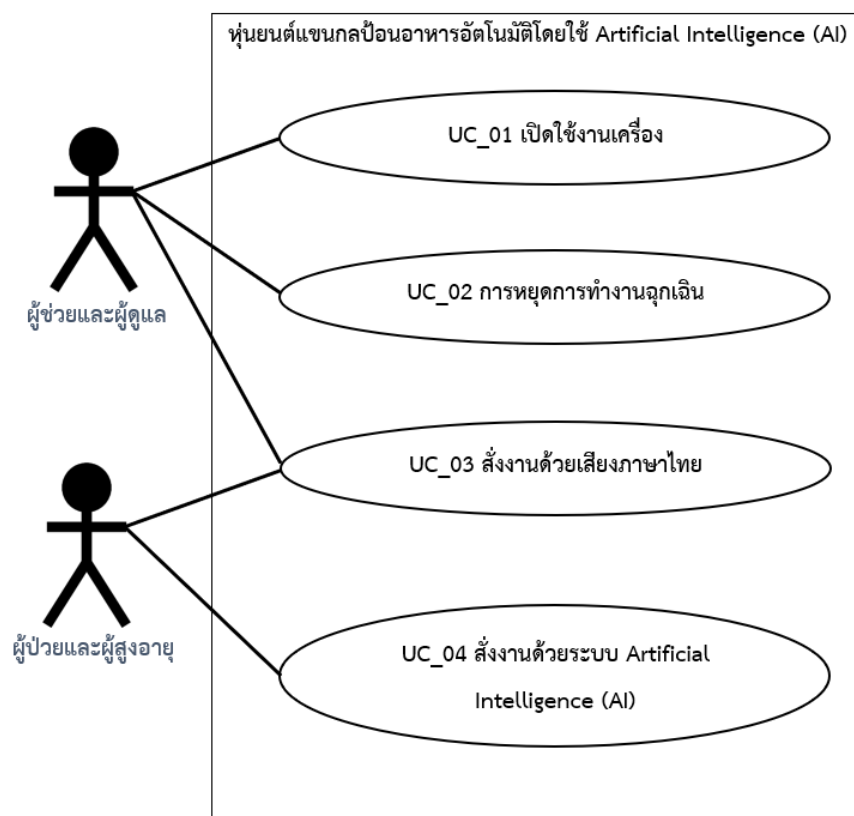 หุ่นยนต์แขนกลป้อนอาหารอัตโนมัติโดยใช้ Artificial Intelligence (AI)
UC_01 เปิดใช้งานเครื่อง
UC_02 การหยุดการทำงานฉุกเฉิน
ผู้ช่วยและผู้ดูแล
UC_03 สั่งงานด้วยเสียงภาษาไทย
ผู้ป่วยและผู้สูงอายุ
UC_04 สั่งงานด้วยระบบ Artificial
Intelligence (AI)